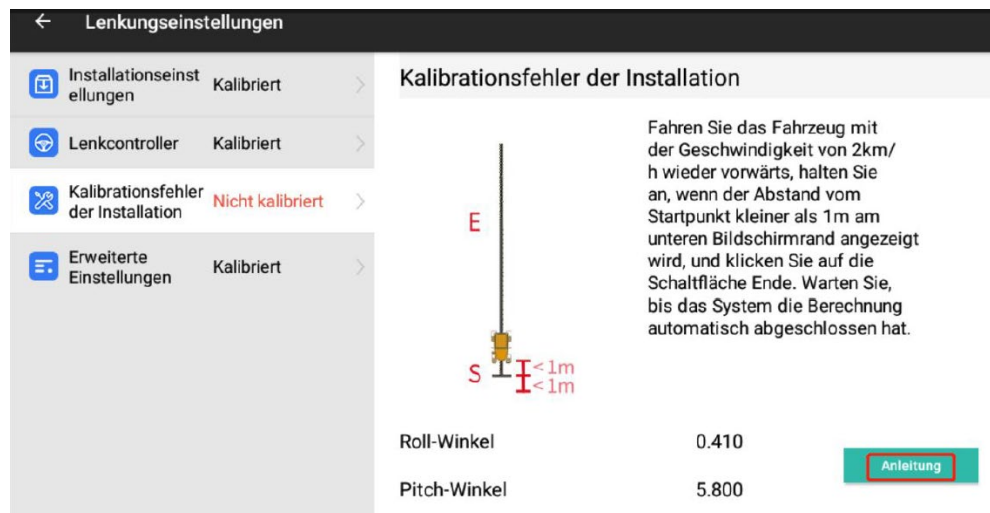 Lenkungseinstellungen
Installationseinst
ellungen
Kalibriert
Lenkcontroller
Kalibriert
Kalibrationsfehler
der Installation
Nicht kalibriert
Erweiterte
Einstellungen
Kalibriert
Kalibrationsfehler der Installation
E
S
<1m
<1m
Fahren Sie das Fahrzeug mit
der Geschwindigkeit von 2km/
h wieder vorwärts, halten Sie
an, wenn der Abstand vom
Startpunkt kleiner als 1m am
unteren Bildschirmrand angezeigt
wird, und klicken Sie auf die
Schaltfläche Ende. Warten Sie,
bis das System die Berechnung
automatisch abgeschlossen hat.
Roll-Winkel 0.410
Pitch-Winkel 5.800
Anleitung